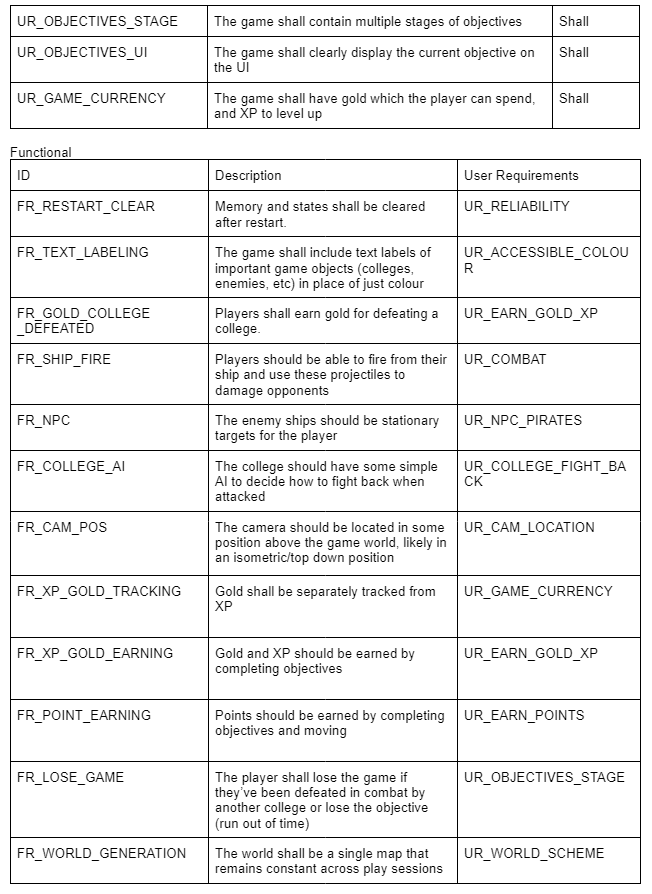 UR_OBJECTIVES_STAGE The game shall contain multiple stages of objectives Shall
UR_OBJECTIVES_UI The game shall clearly display the current objective on Shall
the UI
UR_GAME_CURRENCY The game shall have gold which the player can spend, Shall
and XP to level up
Functional
ID Description User Requirements
FR_RESTART_CLEAR Memory and states shall be cleared UR_RELIABILITY
after restart.
FR_TEXT_LABELING The game shall include text labels of UR_ACCESSIBLE_COLOU
important game objects (colleges, R
enemies, etc) in place of just colour
FR_GOLD_COLLEGE Players shall earn gold for defeating a UR_EARN_GOLD_XP
_DEFEATED college.
FR_SHIP_FIRE Players should be able to fire from their UR_COMBAT
ship and use these projectiles to
damage opponents
FR_NPC The enemy ships should be stationary UR_NPC_PIRATES
targets for the player
FR_COLLEGE_AI The college should have some simple UR_COLLEGE_FIGHT_BA
AI to decide how to fight back when CK
attacked
FR_CAM_POS The camera should be located in some UR_CAM_LOCATION
position above the game world, likely in
an isometric/top down position
FR_XP_GOLD_TRACKING Gold shall be separately tracked from UR_GAME_CURRENCY
XP
FR_XP_GOLD_EARNING Gold and XP should be earned by UR_EARN_GOLD_XP
completing objectives
FR_POINT_EARNING Points should be earned by completing UR_EARN_POINTS
objectives and moving
FR_LOSE_GAME The player shall lose the game if UR_OBJECTIVES_STAGE
they've been defeated in combat by
another college or lose the objective
(run out of time)
FR_WORLD_GENERATION The world shall be a single map that UR_WORLD_SCHEME
remains constant across play sessions